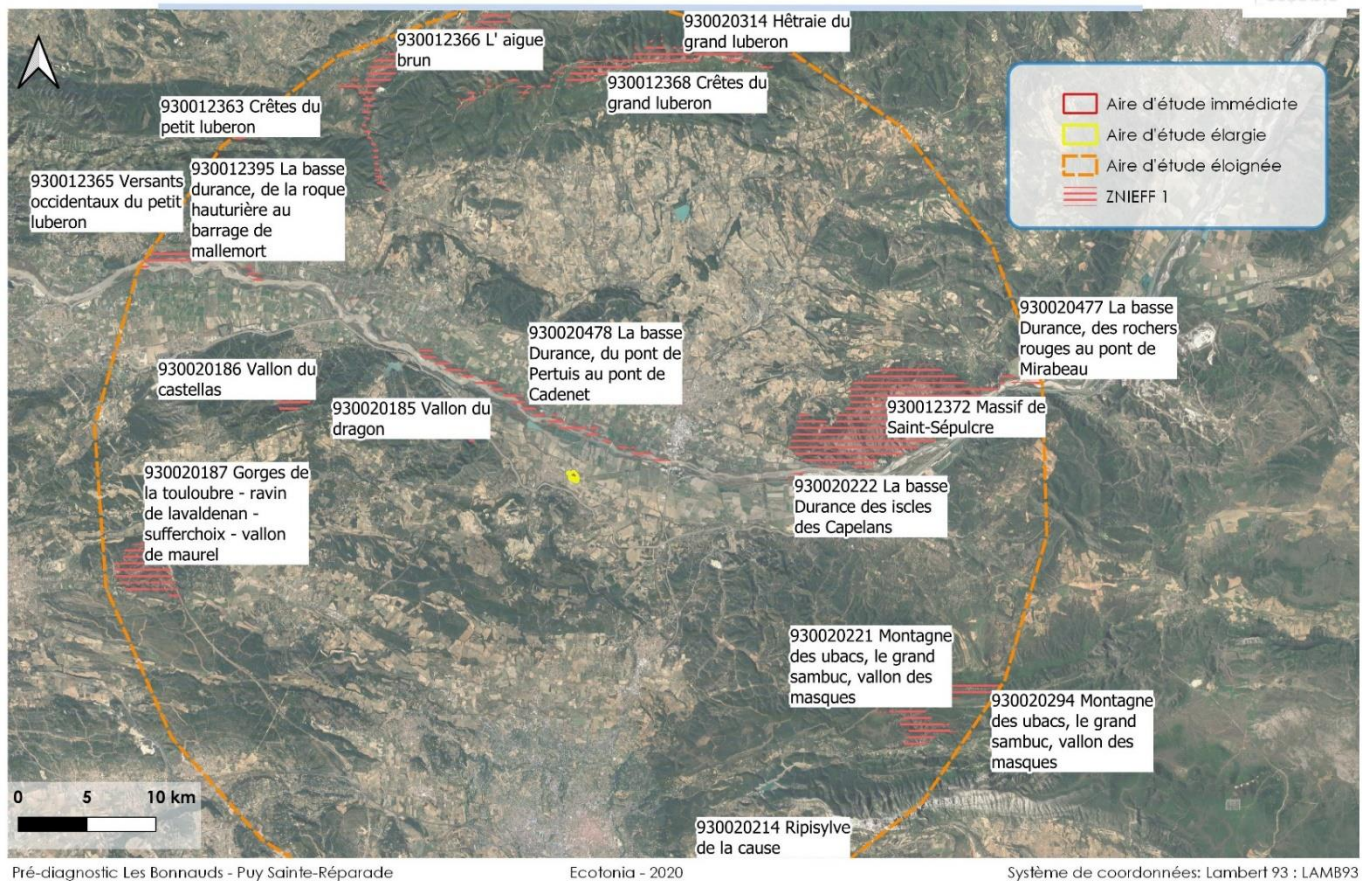 930020314 Hêtraie du
grand luberon
930012366 L' aigue
brun
930012368 Crêtes du
grand luberon
Aire d'étude immédiate
Aire d'étude élargie
Aire d'étude éloignée
ZNIEFF 1
930012363 Crêtes du
petit luberon
930012395 La basse
durance, de la roque
hauturière au
barrage de
mallemort
930012365 Versants
occidentaux du petit
luberon
930020477 La basse
Durance, des rochers
rouges au pont de
Mirabeau
930020478 La basse
Durance, du pont de
Pertuis au pont de
Cadenet
930020186 Vallon du
castellas
930020185 Vallon du
dragon
930012372 Massif de
Saint-Sépulcre
930020187 Gorges de
la touloubre - ravin
de lavaldenan -
sufferchoix - vallon
de maurel
930020222 La basse
Durance des iscles
des Capelans
930020221 Montagne
des ubacs, le grand
sambuc, vallon des
masques
930020294 Montagne
des ubacs, le grand
sambuc, vallon des
masques
0 5 10 km
930020214 Ripisylve
de la cause
Pré-diagnostic Les Bonnauds - Puy Sainte-Réparade
Ecotonia - 2020
Système de coordonnées: Lambert 93 : LAMB93